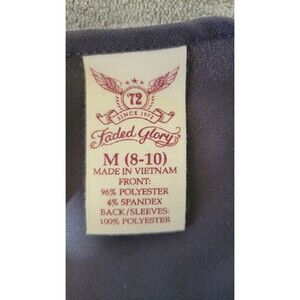 72
SINCE 1972
Faded Glory
M (8-10)
MADE IN VIETNAM
FRONT:
96% POLYESTER
4% SPANDEX
BACK/SLEEVES:
100% POLYESTER